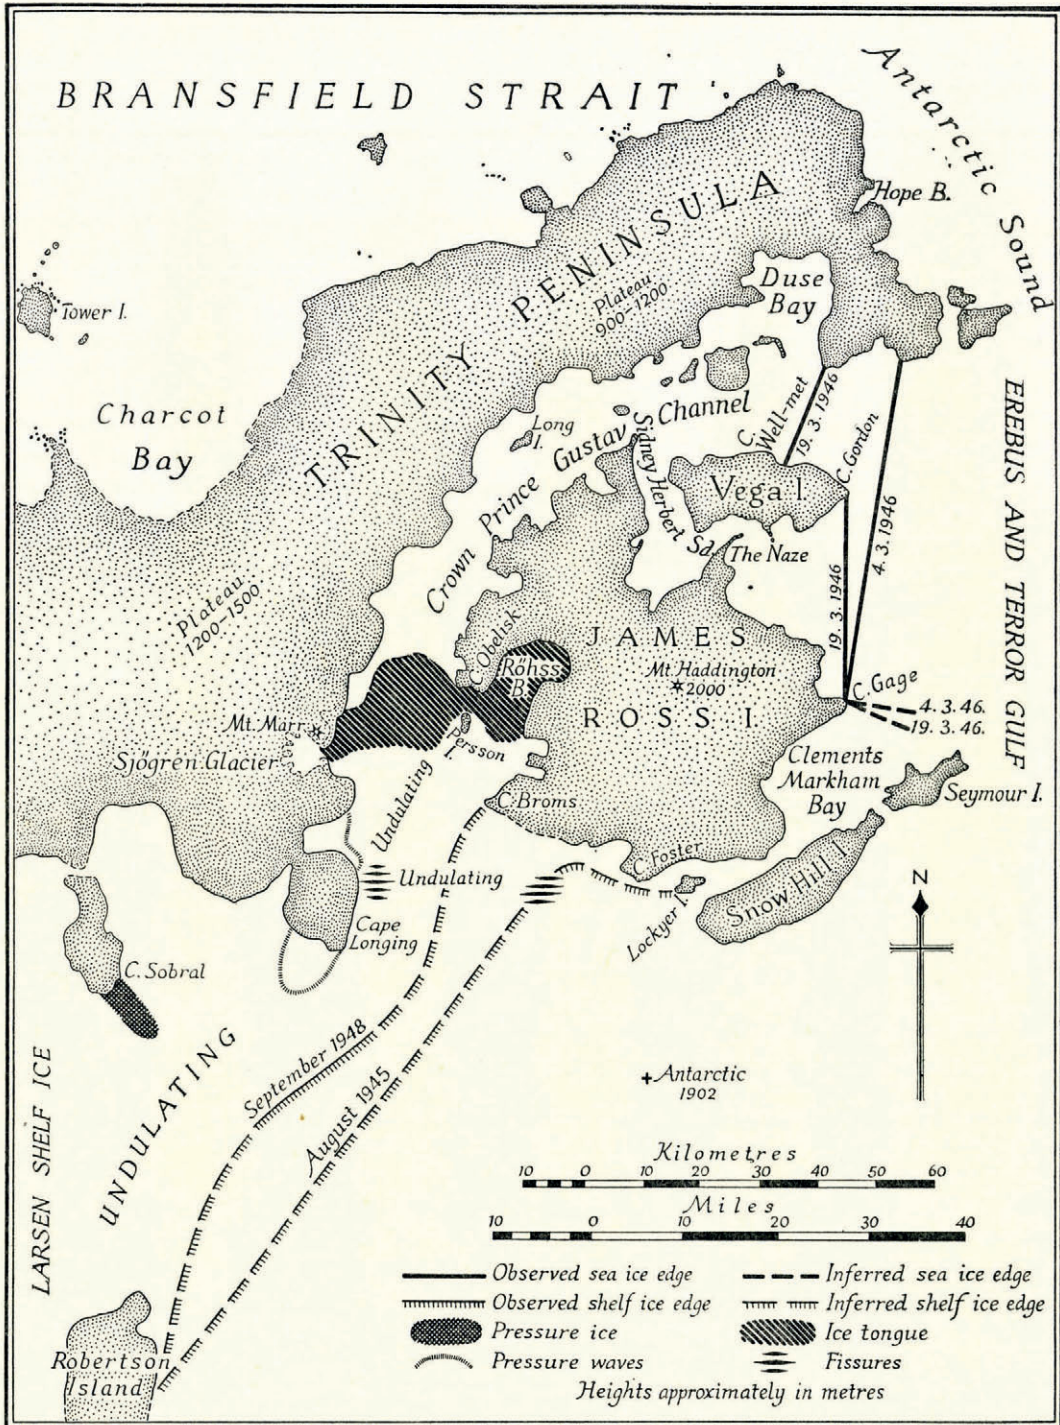 BRANSFIELD STRAIT
Antarctic Sound
Hope B.
TRINITY PENINSULA
Plateau
900-1200
Duse
Bay
Tower I.
Charcot
Bay
Long
I.
Crown Prince Gustav Channel
Sidney Herbert Sd.
C. Well-met
19. 3. 1946
C. Gordon
Vega I.
The Naze
19. 3. 1946
4. 3. 1946
EREBUS AND TERROR GULF
Plateau
1200-1500
C. Obelisk
Röhss
B.
JAMES
Mt. Haddington
2000
ROSS I.
C. Gage
4. 3. 46.
19. 3. 46.
Mt. Marr
Sjögren Glacier
Persson
I.
Clements
Markham
Bay
Seymour I.
Undulating
C. Broms
Undulating
C. Foster
Lockyer I.
Snow Hill I.
N
Cape
Longing
C. Sobral
LARSEN SHELF ICE
UNDULATING
September 1948
August 1945
Antarctic
1902
Kilometres
10 0 10 20 30 40 50 60
Miles
10 0 10 20 30 40
Observed sea ice edge
Inferred sea ice edge
Observed shelf ice edge
Inferred shelf ice edge
Pressure ice
Ice tongue
Pressure waves
Fissures
Heights approximately in metres
Robertson
Island